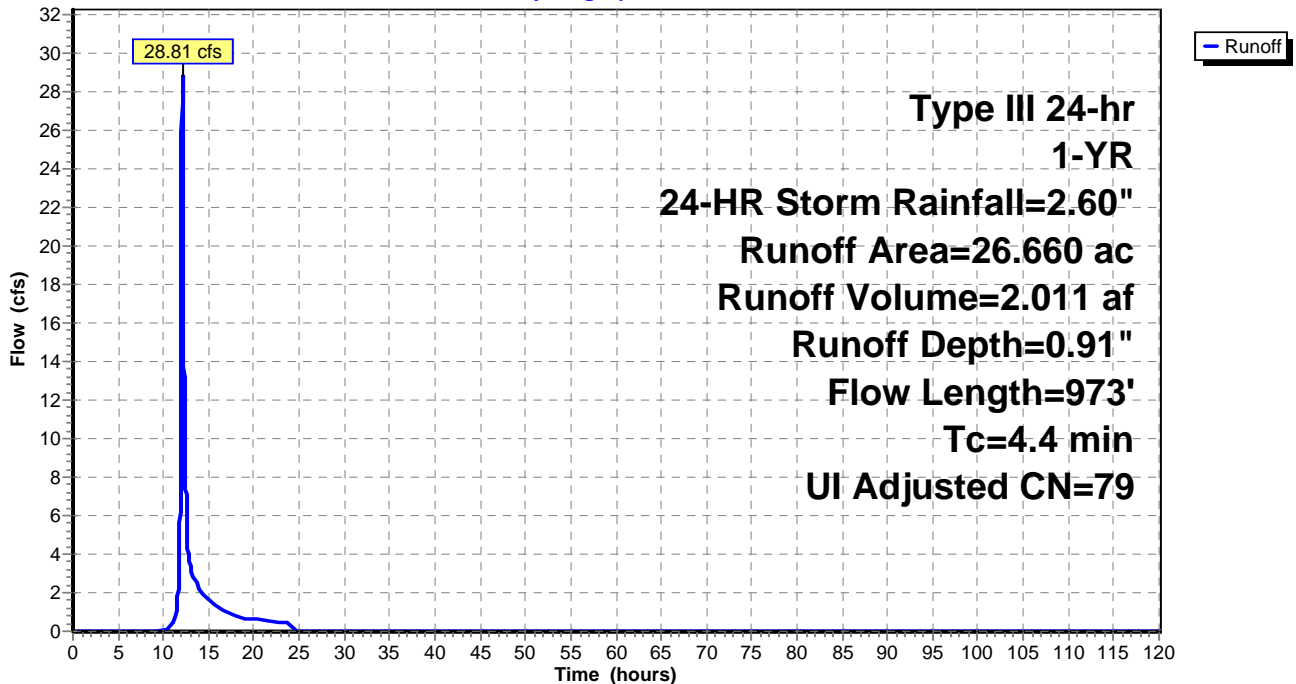 28.81 cfs
Runoff
Type III 24-hr
1-YR
24-HR Storm Rainfall=2.60"
Runoff Area=26.660 ac
Runoff Volume=2.011 af
Runoff Depth=0.91"
Flow Length=973'
Tc=4.4 min
UI Adjusted CN=79
Flow (cfs)
32
30
28
26
24
22
20
18
16
14
12
10
8
6
4
2
0
0 5 10 15 20 25 30 35 40 45 50 55 60 65 70 75 80 85 90 95 100 105 110 115 120
Time (hours)